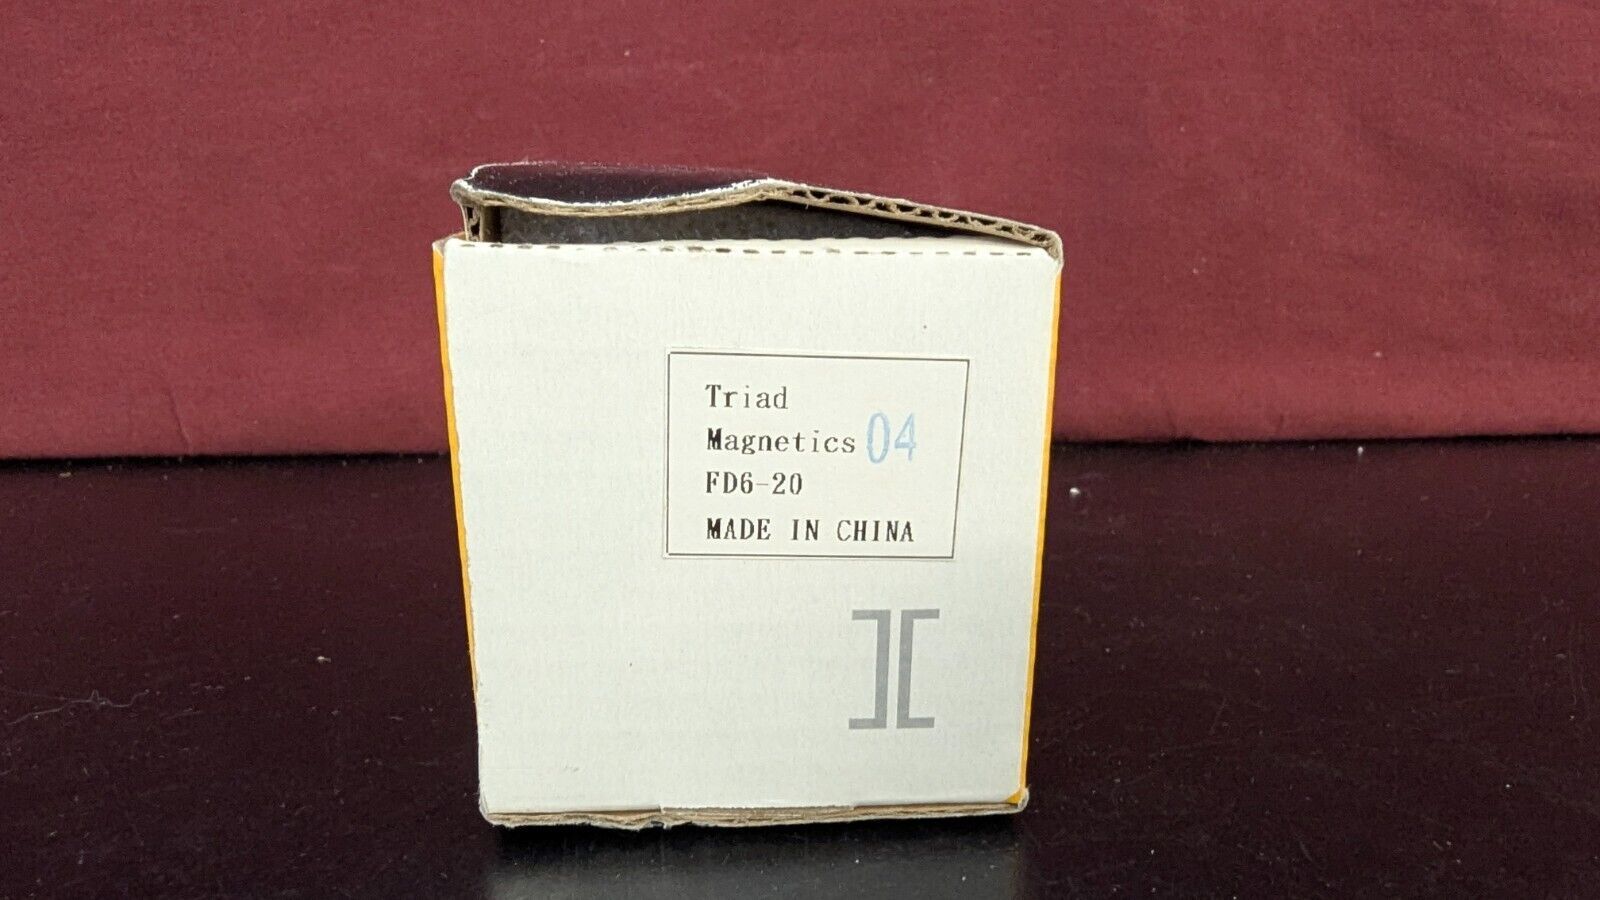 Triad
Magnetics 04
FD6-20
MADE IN CHINA